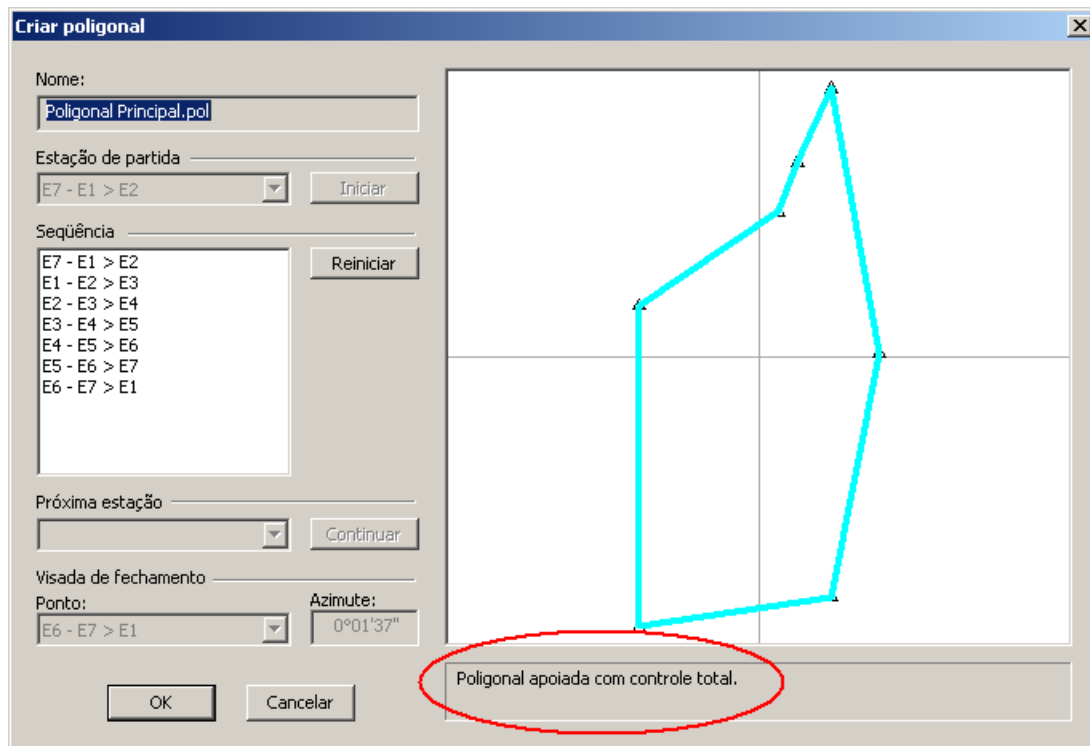 Criar poligonal
Nome:
Poligonal Principal.pol
Estação de partida
E7 - E1 > E2
Iniciar
Seqüência
E7 - E1 > E2
E1 - E2 > E3
E2 - E3 > E4
E3 - E4 > E5
E4 - E5 > E6
E5 - E6 > E7
E6 - E7 > E1
Reiniciar
Próxima estação
Continuar
Visada de fechamento
Ponto:
Azimute:
E6 - E7 > E1
0°01'37"
OK
Cancelar
Poligonal apoiada com controle total.